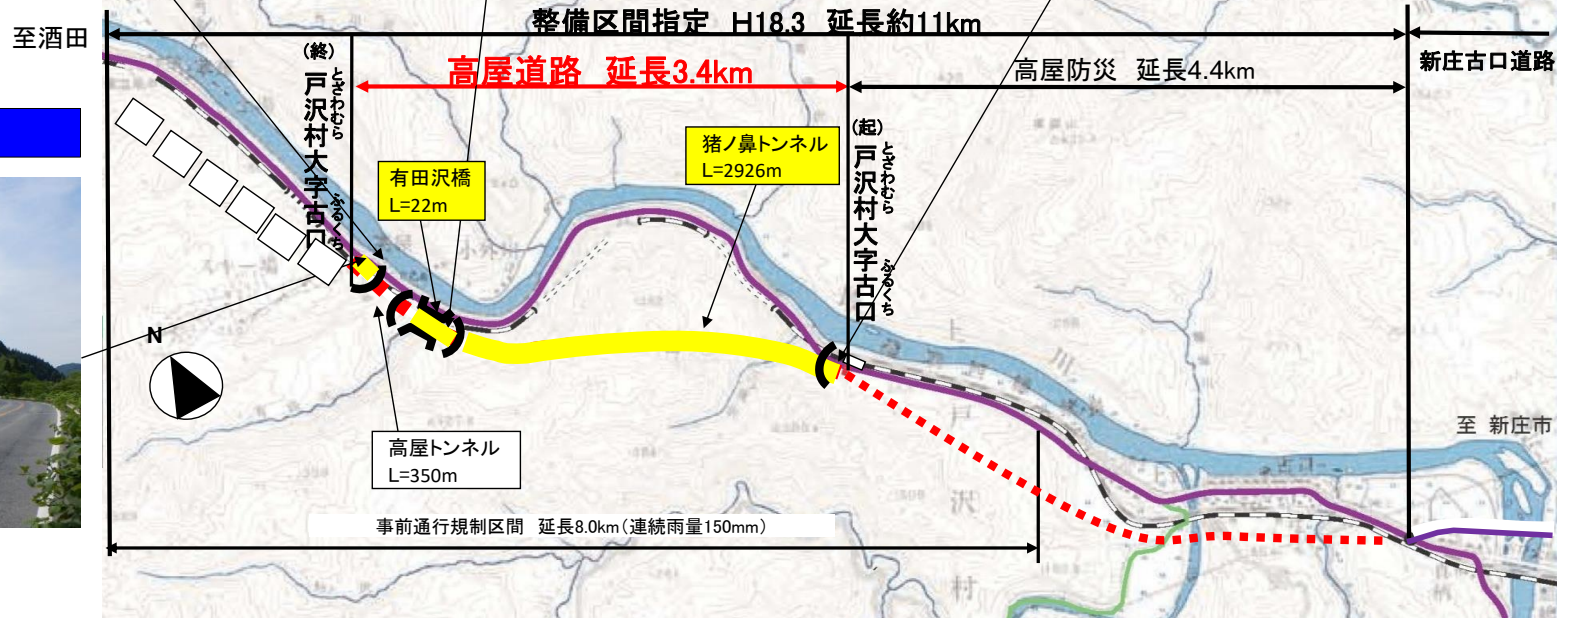 整備区間指定 H18.3 延長約11km
至酒田
新庄古口道路
高屋道路 延長3.4km
高屋防災 延長4.4km
(終)
戸沢村大字古口
とざわむら
ふるくち
(起)
戸沢村大字古口
とざわむら
ふるくち
猪ノ鼻トンネル
L=2926m
有田沢橋
L=22m
N
高屋トンネル
L=350m
至 新庄市
戸
沢
村
上
川
事前通行規制区間 延長8.0km(連続雨量150mm)